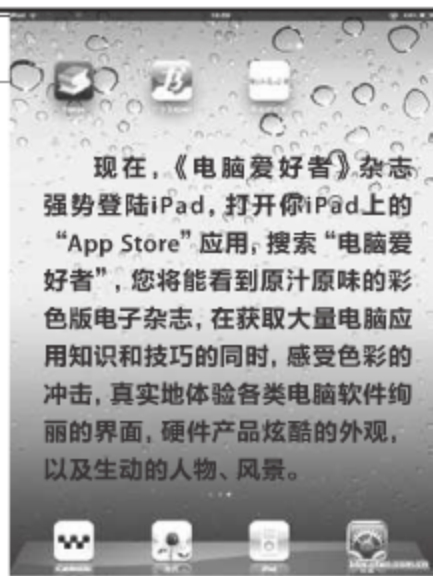 现在，《电脑爱好者》杂志
强势登陆iPad，打开你iPad上的
“App Store”应用，搜索“电脑爱
好者”，您将能看到原汁原味的彩
色版电子杂志，在获取大量电脑应
用知识和技巧的同时，感受色彩的
冲击，真实地体验各类电脑软件绚
丽的界面，硬件产品炫酷的外观，
以及生动的人物、风景。